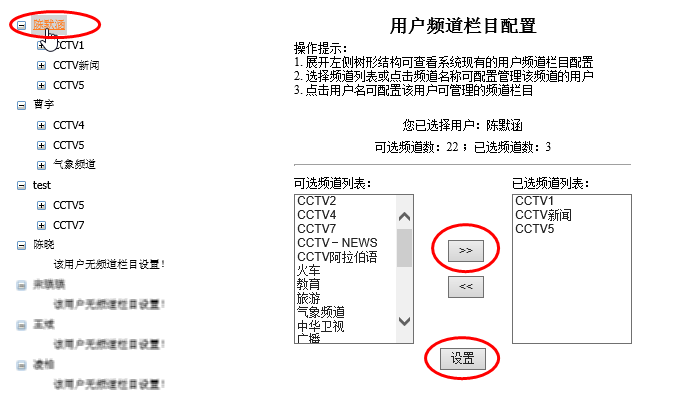 陈默涵
CCTV1
CCTV新闻
CCTV5
曹宇
CCTV4
CCTV5
气象频道
test
CCTV5
CCTV7
陈晓
该用户无频道栏目设置!
该用户无频道栏目设置!
该用户无频道栏目设置!
该用户无频道栏目设置!
用户频道栏目配置
操作提示：
1. 展开左侧树形结构可查看系统现有的用户频道栏目配置
2. 选择频道列表或点击频道名称可配置管理该频道的用户
3. 点击用户名可配置该用户可管理的频道栏目
您已选择用户：陈默涵
可选频道数：22 ；已选频道数：3
可选频道列表：
CCTV2
CCTV4
CCTV7
CCTV－NEWS
CCTV阿拉伯语
火车
教育
旅游
气象频道
中华卫视
广播
>>
<<
设置
已选频道列表：
CCTV1
CCTV新闻
CCTV5